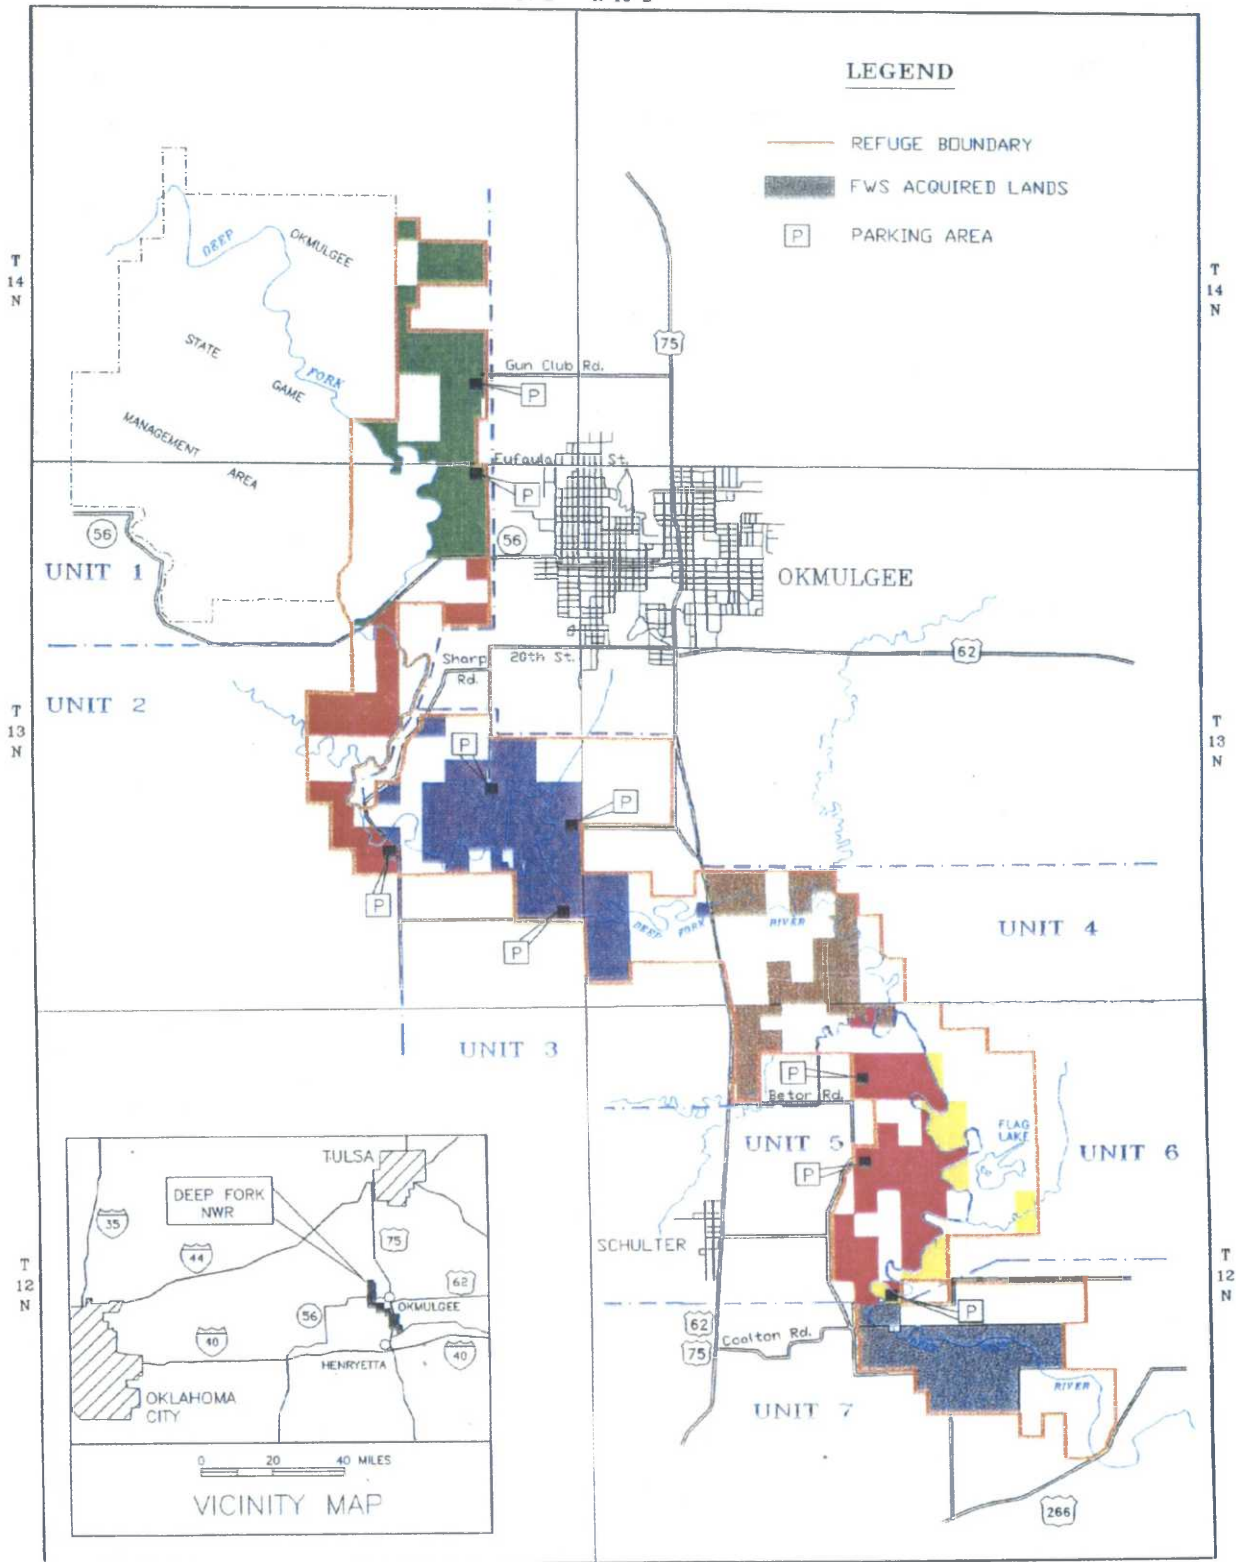 LEGEND
REFUGE BOUNDARY
FWS ACQUIRED LANDS
P PARKING AREA
T
14
N
T
14
N
DEEP
OKMULGEE
STATE
GAME
FORK
MANAGEMENT
AREA
75
Gun Club Rd.
P
Eufaula St.
P
56
56
UNIT 1
OKMULGEE
Sharp
Rd.
20th St.
62
UNIT 2
T
13
N
T
13
N
P
P
P
P
DEEP FORK RIVER
UNIT 4
UNIT 3
P
Betor Rd.
UNIT 5
FLAG
LAKE
UNIT 6
P
SCHULTER
T
12
N
T
12
N
P
62
75
Coalton Rd.
RIVER
UNIT 7
266
TULSA
DEEP FORK
NWR
35
44
75
62
56
OKMULGEE
40
HENRYETTA
40
OKLAHOMA
CITY
0 20 40 MILES
VICINITY MAP